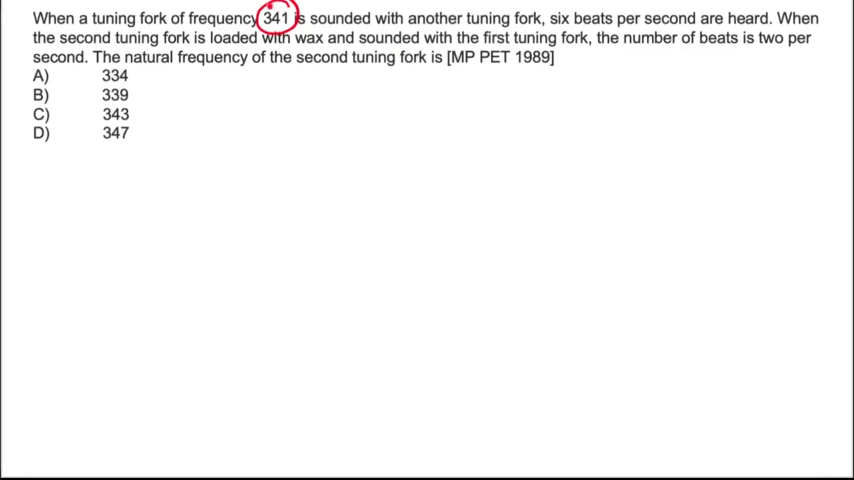 When a tuning fork of frequency 341 is sounded with another tuning fork, six beats per second are heard. When
the second tuning fork is loaded with wax and sounded with the first tuning fork, the number of beats is two per
second. The natural frequency of the second tuning fork is [MP PET 1989]
A) 334
B) 339
C) 343
D) 347